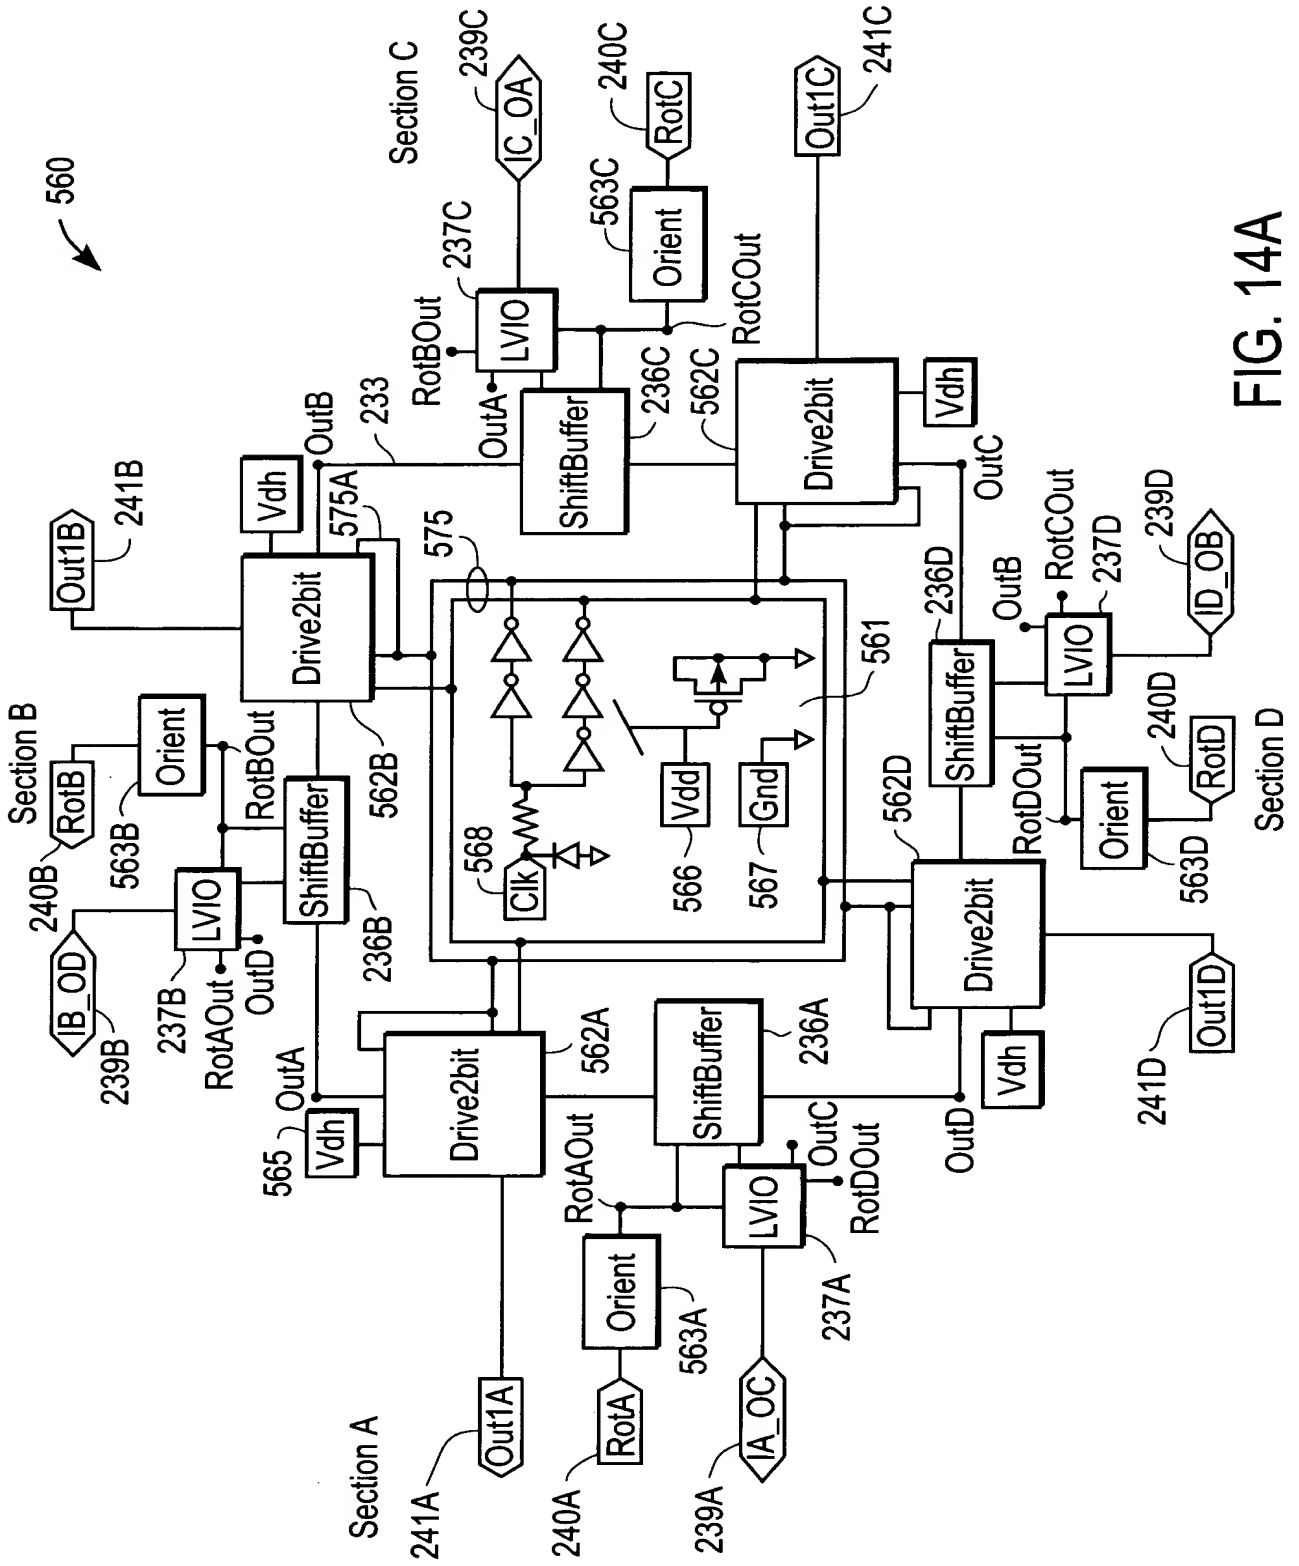 560
Section A
241A
Out1A
240A
RotA
563A
Orient
RotAOut
239A
IA_OC
237A
LVIO
OutC
RotDOut
236A
ShiftBuffer
OutD
565
Vdh
OutA
Drive2bit
562A
Section B
240B
RotB
563B
Orient
RotBOut
239B
IB_OD
237B
LVIO
RotAOut
OutD
236B
ShiftBuffer
562B
Drive2bit
Out1B
241B
Vdh
OutB
575A
575
233
568
Clk
566
Vdd
567
Gnd
561
Section C
239C
IC_OA
237C
LVIO
RotBOut
OutA
240C
RotC
563C
Orient
RotCOut
236C
ShiftBuffer
562C
Drive2bit
Vdh
OutC
Out1C
241C
Section D
240D
RotD
563D
Orient
RotDOut
239D
ID_OB
237D
LVIO
RotCOut
OutB
236D
ShiftBuffer
562D
Drive2bit
Vdh
241D
Out1D
FIG. 14A